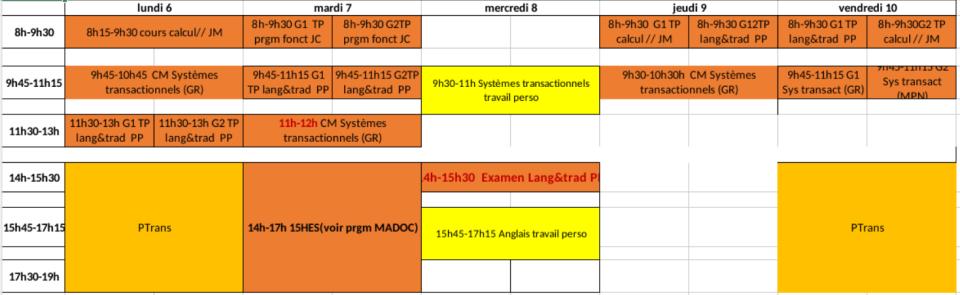 lundi 6 mardi 7 mercredi 8 jeudi 9 vendredi 10
8h-9h30
8h15-9h30 cours calcul// JM
8h-9h30 G1 TP
prgm fonct JC
8h-9h30 G2TP
prgm fonct JC
8h-9h30 G1 TP
calcul // JM
8h-9h30 G12TP
lang&trad PP
8h-9h30 G1 TP
lang&trad PP
8h-9h30G2 TP
calcul // JM
9h45-11h15
9h45-10h45 CM Systèmes
transactionnels (GR)
9h45-11h15 G1
TP lang&trad PP
9h45-11h15 G2TP
lang&trad PP
9h30-11h Systèmes transactionnels
travail perso
9h30-10h30h CM Systèmes
transactionnels (GR)
9h45-11h15 G1
Sys transact (GR)
9h45-11h15 G2
Sys transact
(MPN)
11h30-13h
11h30-13h G1 TP
lang&trad PP
11h30-13h G2 TP
lang&trad PP
11h-12h CM Systèmes
transactionnels (GR)
14h-15h30
PTrans
14h-17h 15HES(voir prgm MADOC)
4h-15h30 Examen Lang&trad P
PTrans
15h45-17h15
15h45-17h15 Anglais travail perso
17h30-19h